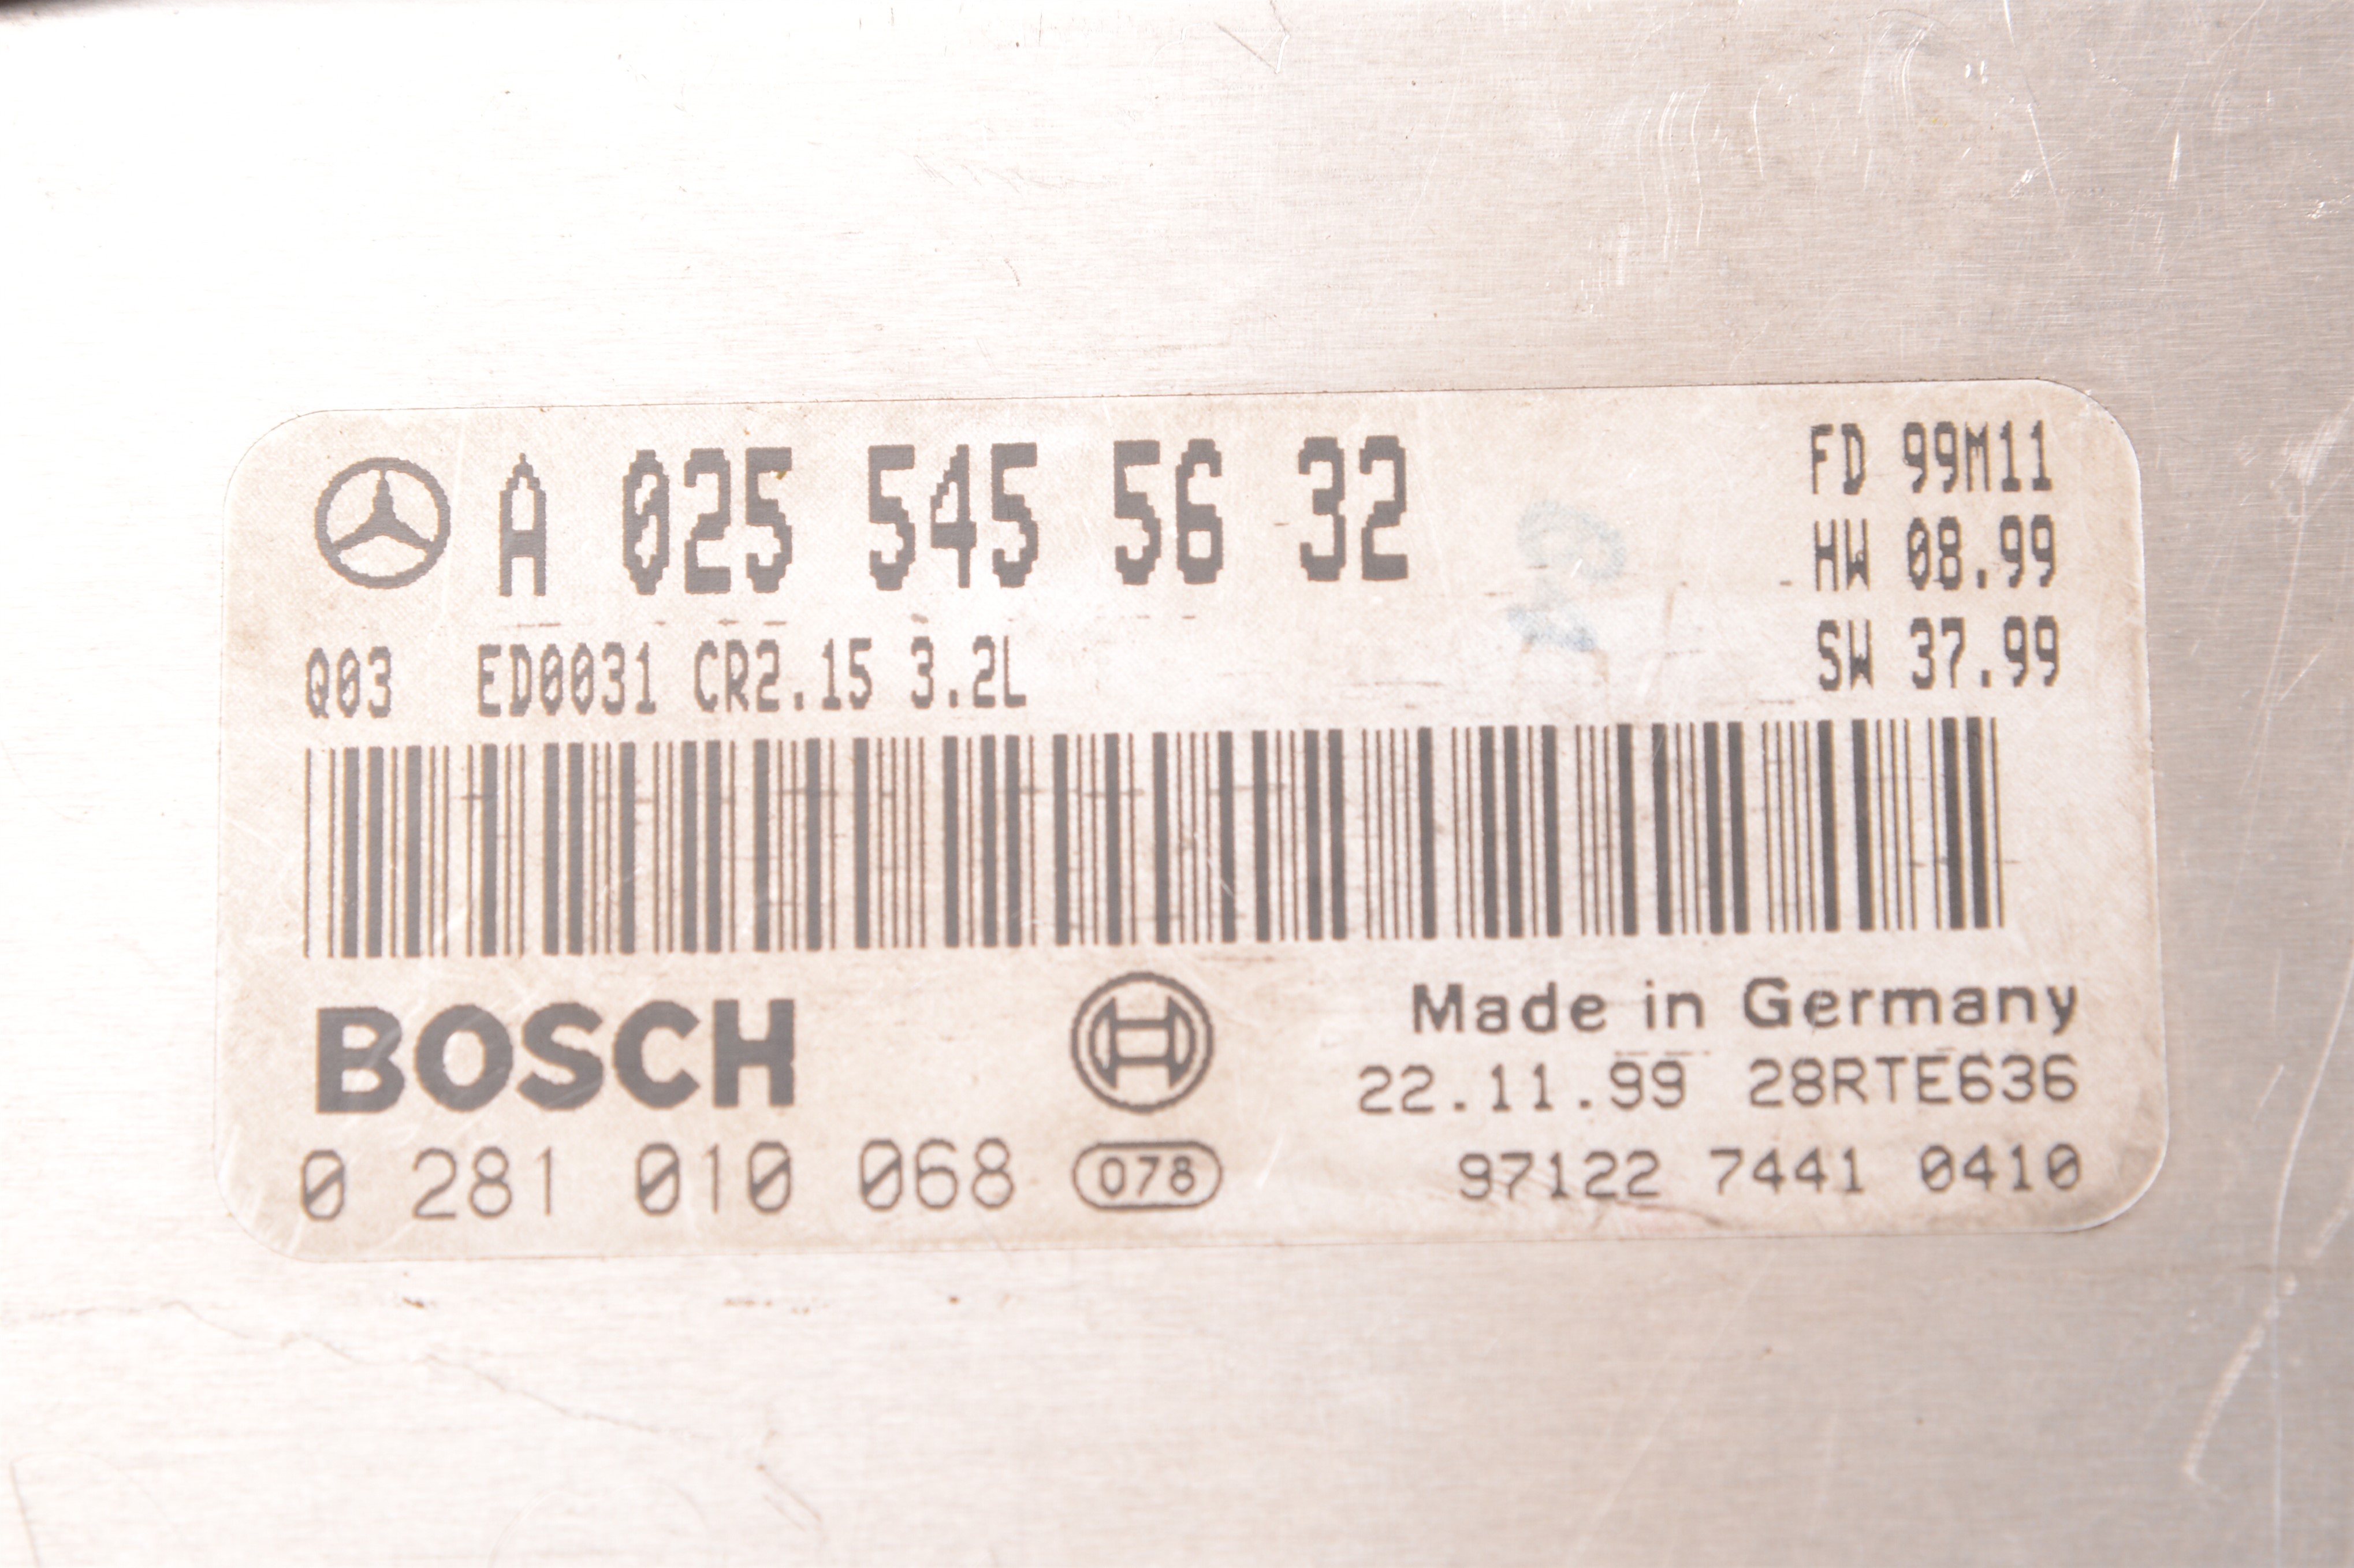 A 025 545 56 32
FD 99M11
HW 08.99
SW 37.99
Q03 ED0031 CR2.15 3.2L
BOSCH
Made in Germany
22.11.99 28RTE636
0 281 010 068
078
97122 7441 0410